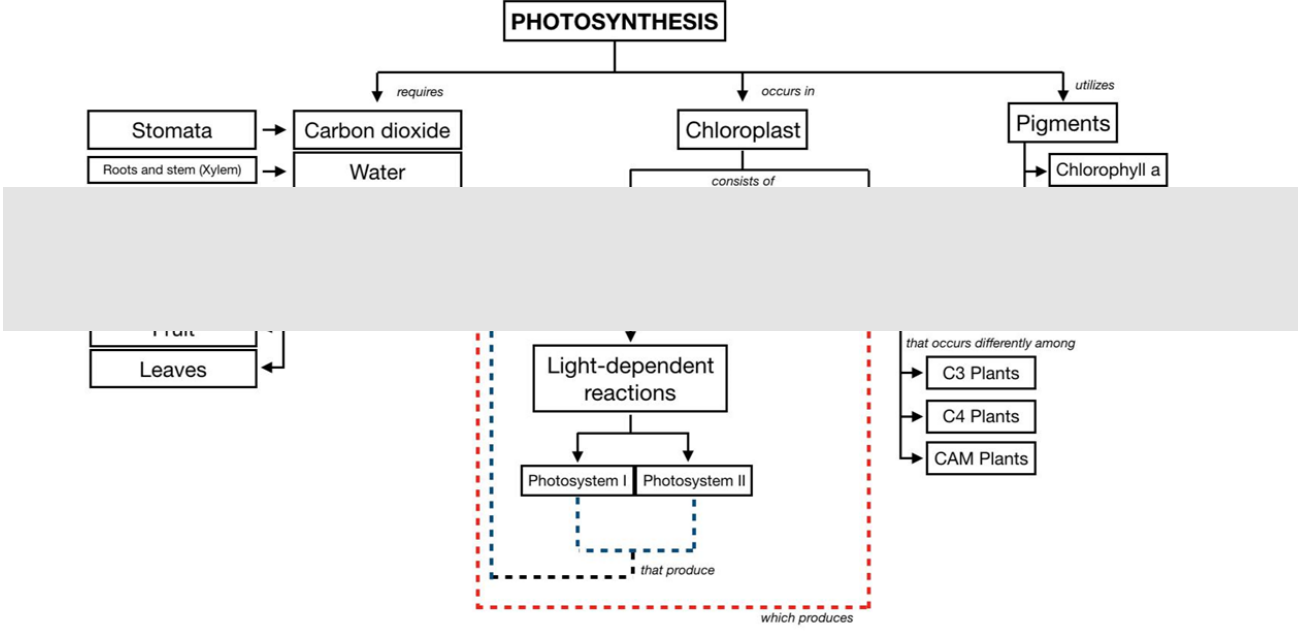 PHOTOSYNTHESIS
requires
occurs in
utilizes
Stomata
Carbon dioxide
Chloroplast
Pigments
Roots and stem (Xylem)
Water
consists of
Chlorophyll a
Fruit
that occurs differently among
Leaves
Light-dependent
reactions
C3 Plants
C4 Plants
CAM Plants
Photosystem I
Photosystem II
that produce
which produces